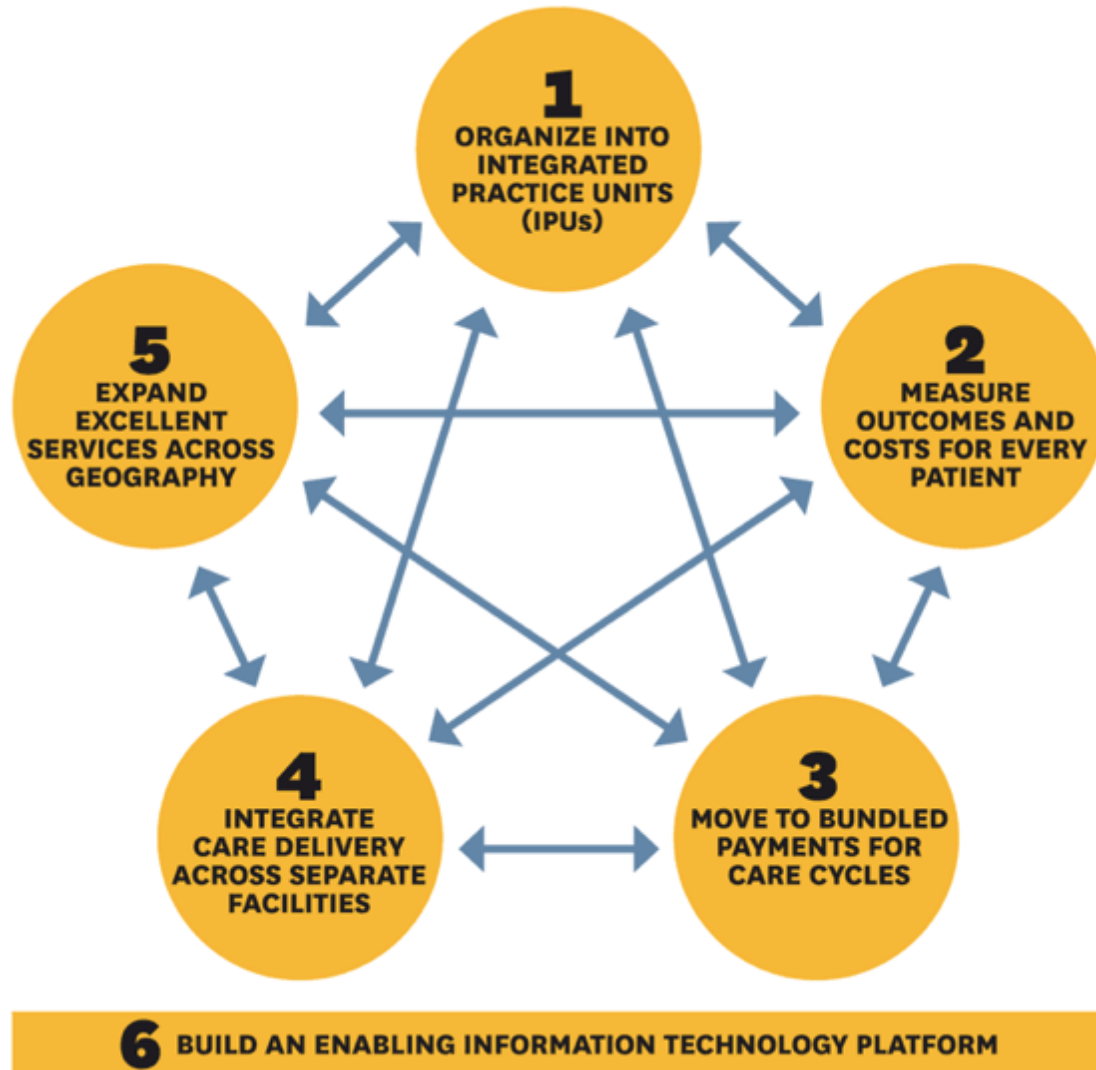 1
ORGANIZE INTO
INTEGRATED
PRACTICE UNITS
(IPUs)
2
MEASURE
OUTCOMES AND
COSTS FOR EVERY
PATIENT
3
MOVE TO BUNDLED
PAYMENTS FOR
CARE CYCLES
4
INTEGRATE
CARE DELIVERY
ACROSS SEPARATE
FACILITIES
5
EXPAND
EXCELLENT
SERVICES ACROSS
GEOGRAPHY
6 BUILD AN ENABLING INFORMATION TECHNOLOGY PLATFORM